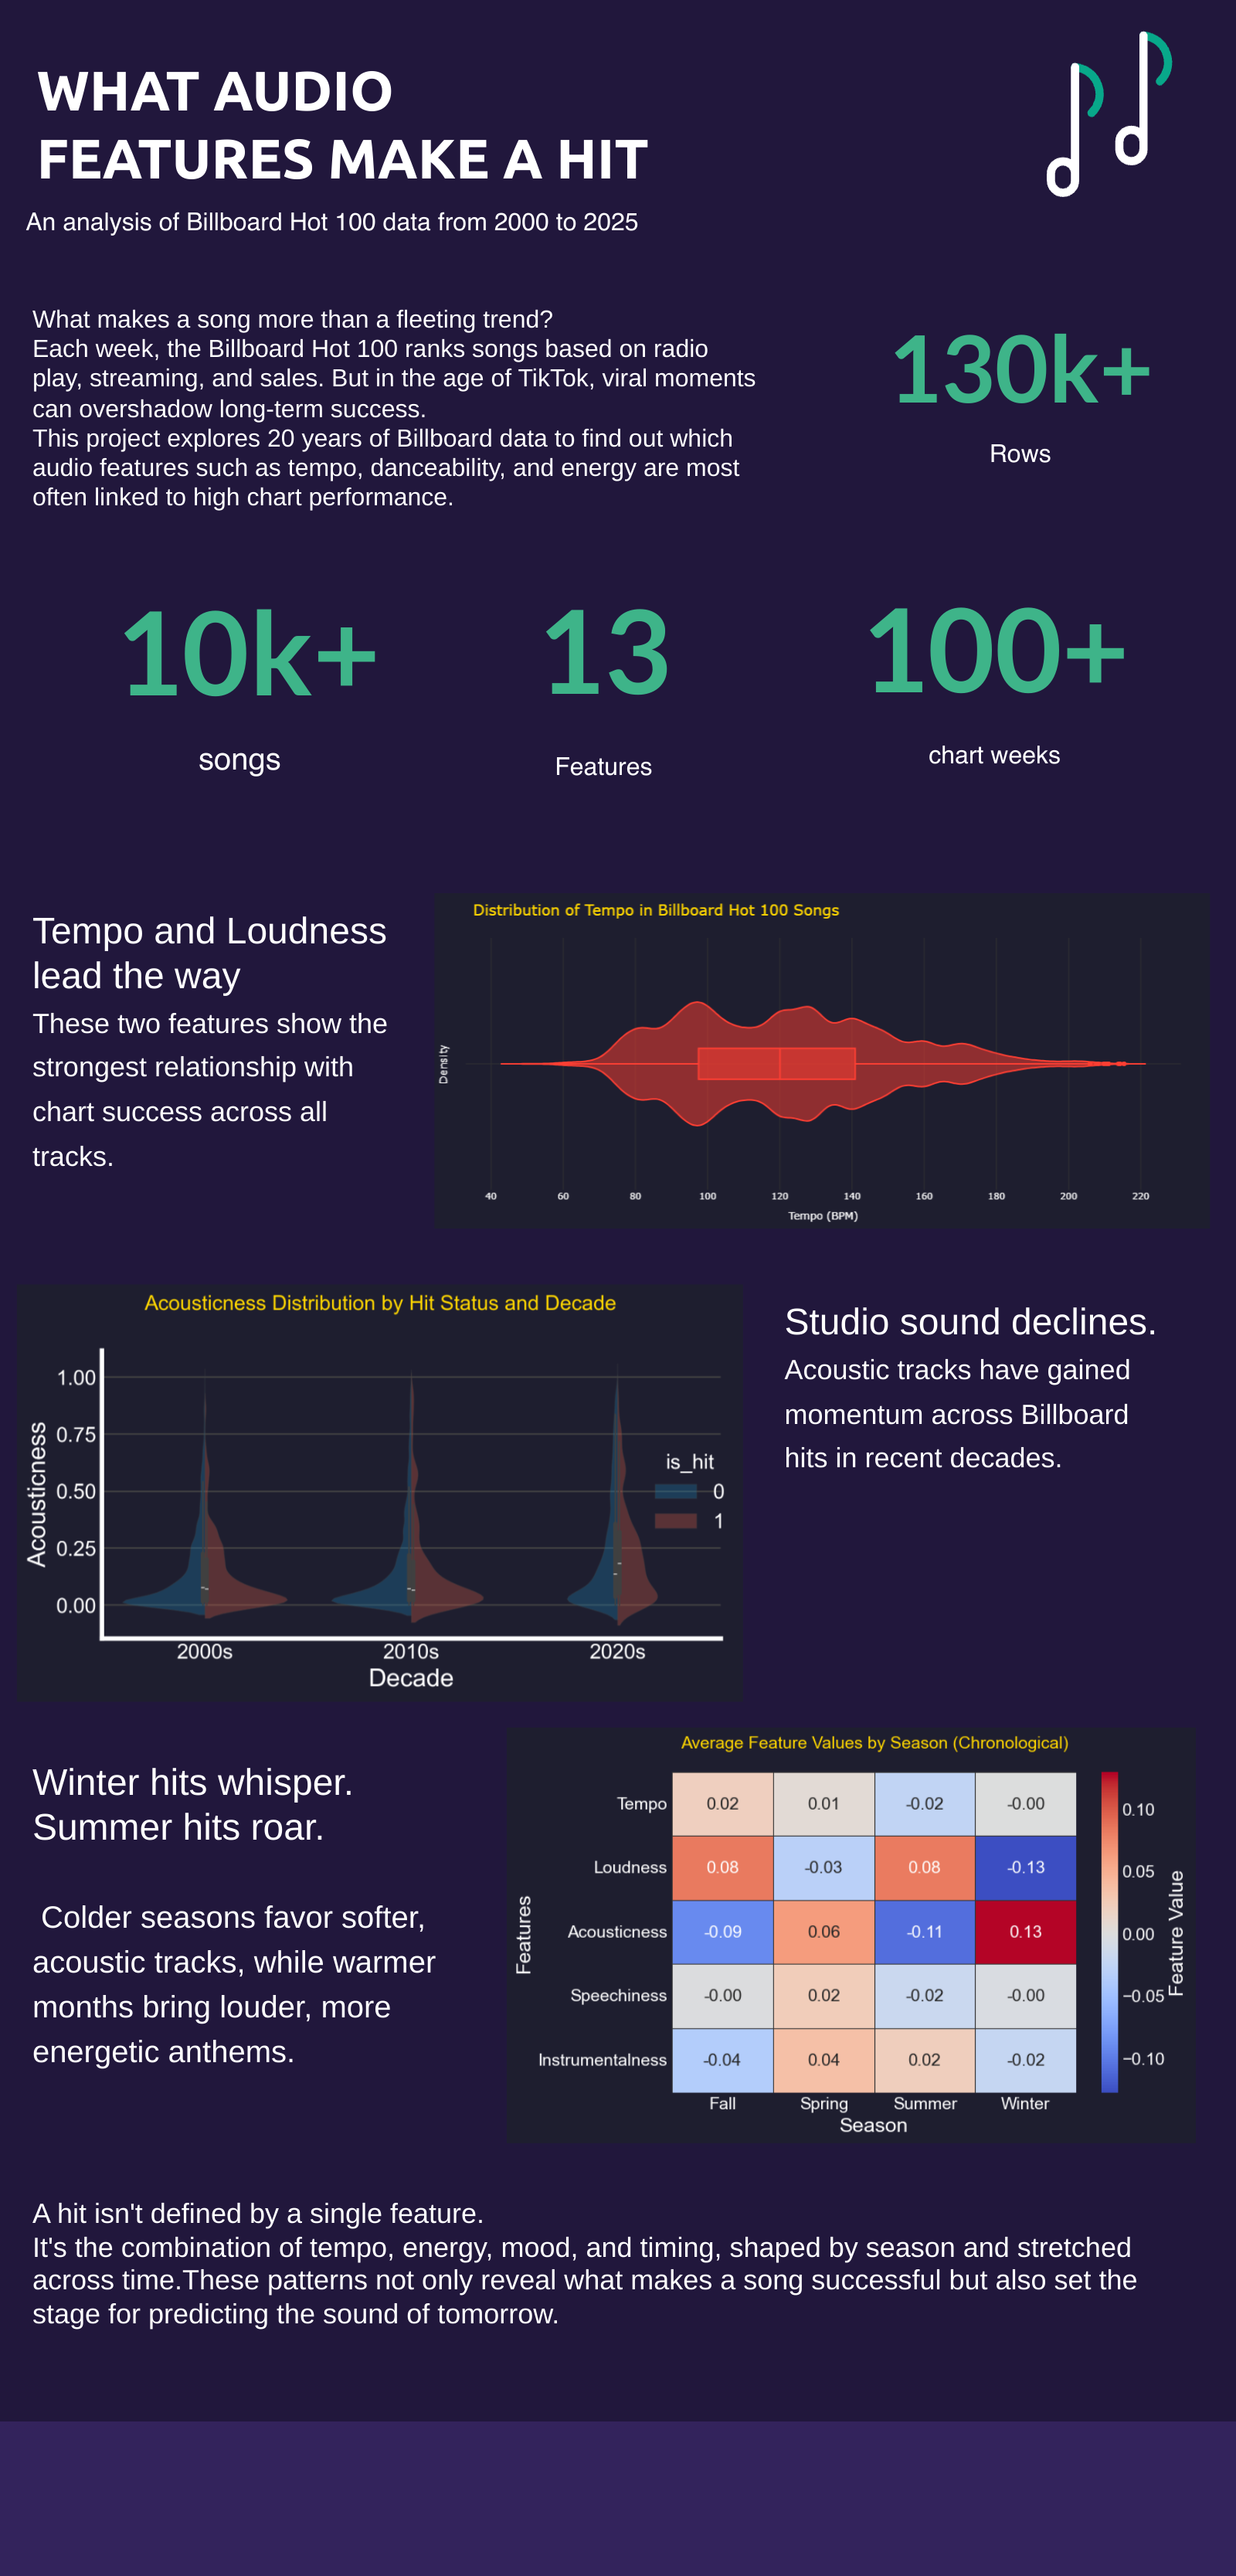 WHAT AUDIO
FEATURES MAKE A HIT
An analysis of Billboard Hot 100 data from 2000 to 2025
What makes a song more than a fleeting trend?
Each week, the Billboard Hot 100 ranks songs based on radio
play, streaming, and sales. But in the age of TikTok, viral moments
can overshadow long-term success.
This project explores 20 years of Billboard data to find out which
audio features such as tempo, danceability, and energy are most
often linked to high chart performance.
130k+
Rows
10k+
songs
13
Features
100+
chart weeks
Tempo and Loudness
lead the way
These two features show the
strongest relationship with
chart success across all
tracks.
Distribution of Tempo in Billboard Hot 100 Songs
Density
40 60 80 100 120 140 160 180 200 220
Tempo (BPM)
Acousticness Distribution by Hit Status and Decade
Acousticness
1.00
0.75
0.50
0.25
0.00
is_hit
0
1
2000s 2010s 2020s
Decade
Studio sound declines.
Acoustic tracks have gained
momentum across Billboard
hits in recent decades.
Winter hits whisper.
Summer hits roar.
Colder seasons favor softer,
acoustic tracks, while warmer
months bring louder, more
energetic anthems.
Average Feature Values by Season (Chronological)
Features
Tempo 0.02 0.01 -0.02 -0.00
Loudness 0.08 -0.03 0.08 -0.13
Acousticness -0.09 0.06 -0.11 0.13
Speechiness -0.00 0.02 -0.02 -0.00
Instrumentalness -0.04 0.04 0.02 -0.02
Fall Spring Summer Winter
Season
0.10
0.05
0.00
−0.05
−0.10
Feature Value
A hit isn't defined by a single feature.
It's the combination of tempo, energy, mood, and timing, shaped by season and stretched
across time.These patterns not only reveal what makes a song successful but also set the
stage for predicting the sound of tomorrow.